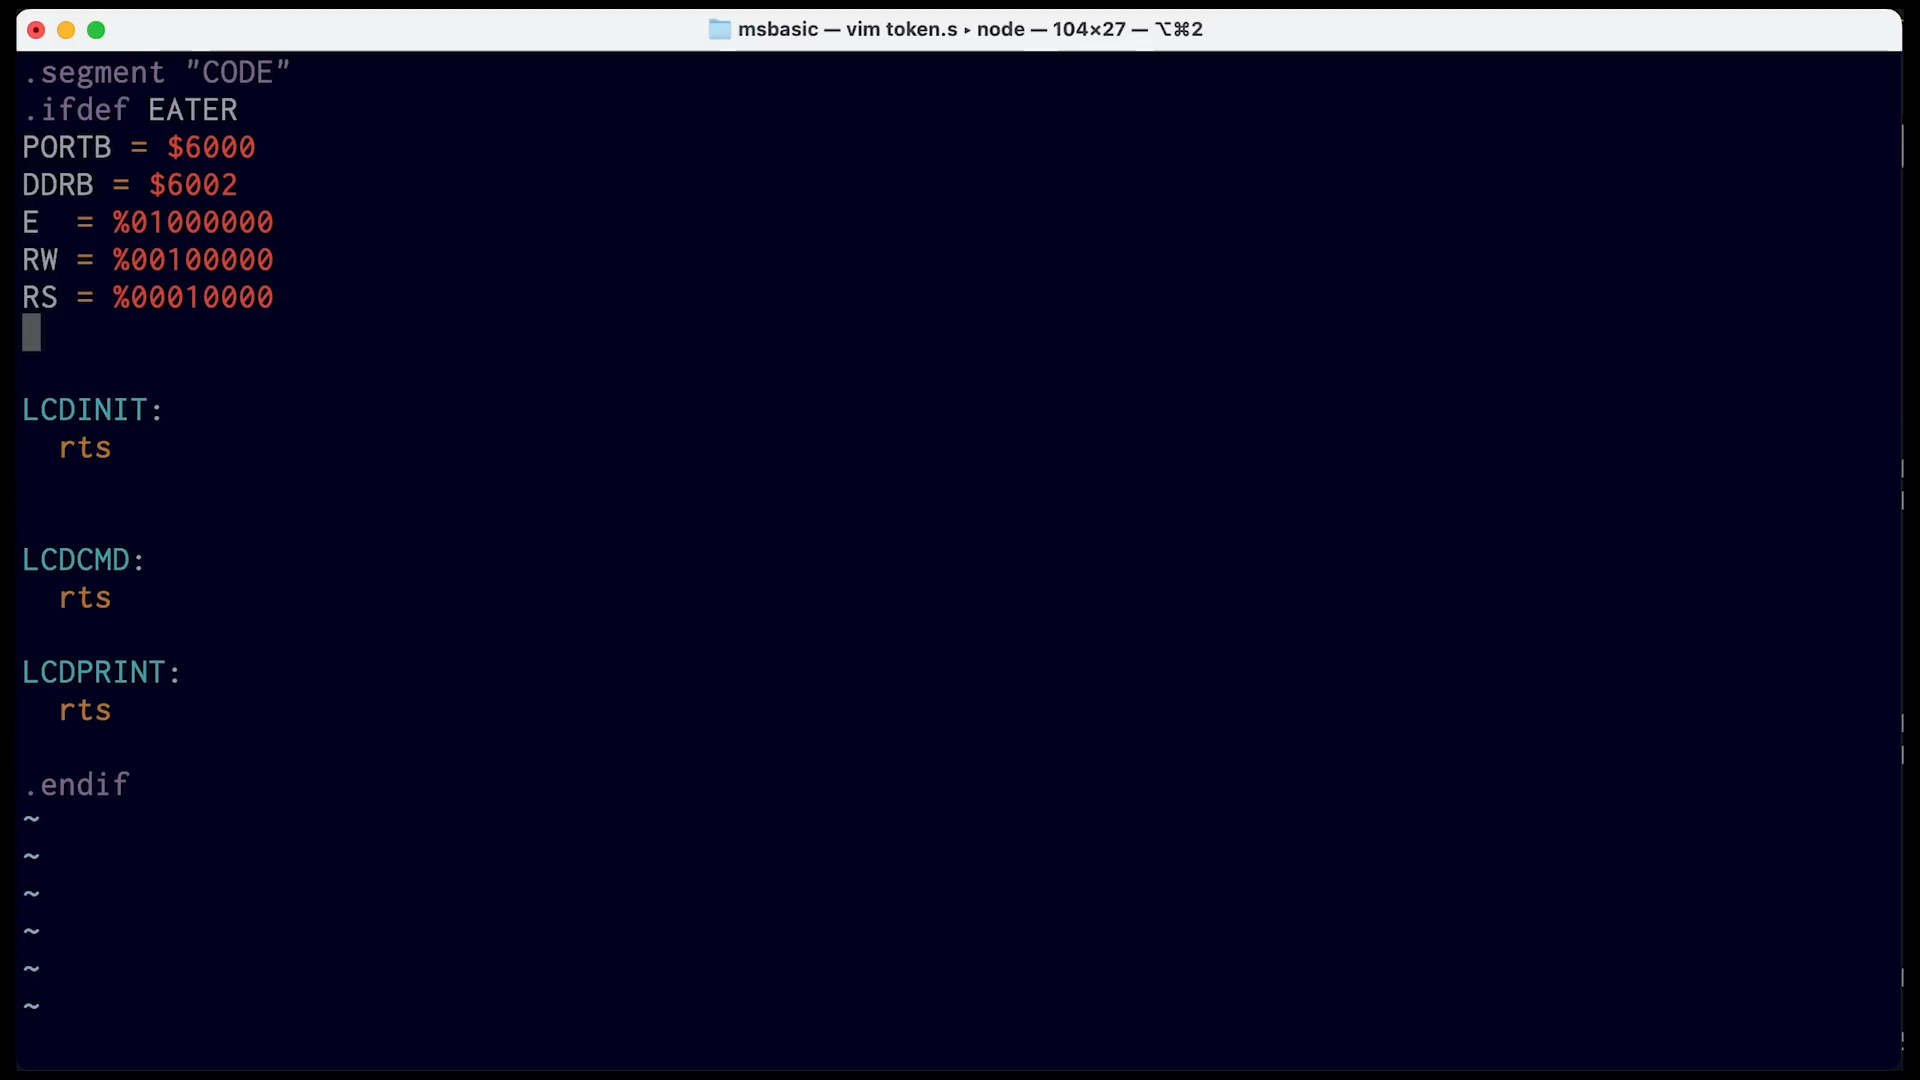 msbasic — vim token.s ▸ node — 104×27 — ⌥⌘2
.segment "CODE"
.ifdef EATER
PORTB = $6000
DDRB = $6002
E  = %01000000
RW = %00100000
RS = %00010000
LCDINIT:
  rts
LCDCMD:
  rts
LCDPRINT:
  rts
.endif
~
~
~
~
~
~